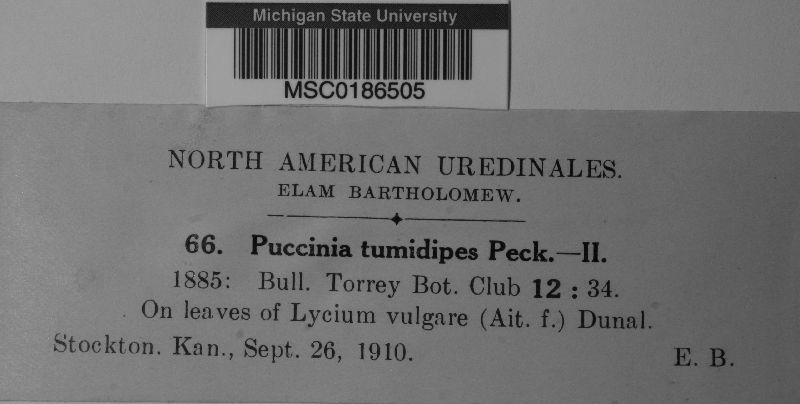 Michigan State University
MSC0186505
NORTH AMERICAN UREDINALES.
ELAM BARTHOLOMEW.
66. Puccinia tumidipes Peck.—II.
1885: Bull. Torrey Bot. Club 12 : 34.
On leaves of Lycium vulgare (Ait. f.) Dunal.
Stockton. Kan., Sept. 26, 1910. E. B.